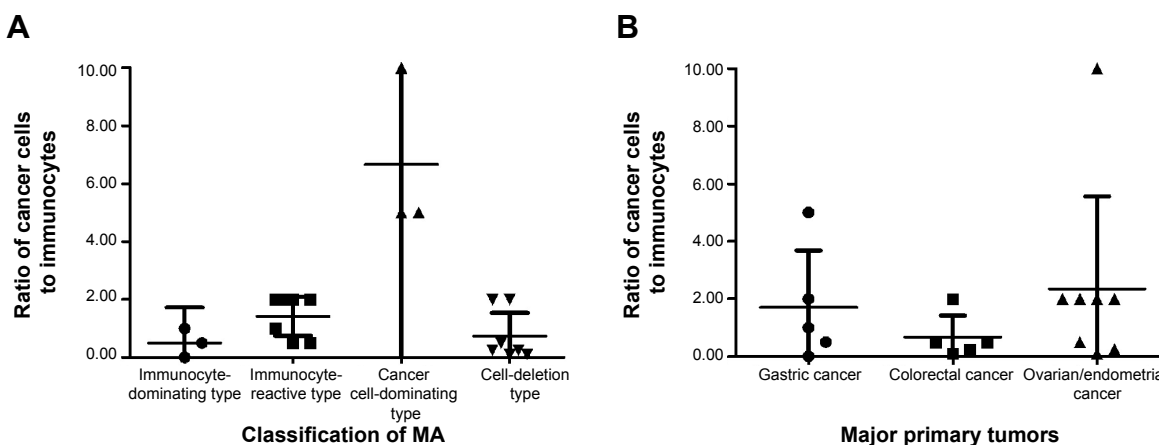 A
Ratio of cancer cells
to immunocytes
10.00
8.00
6.00
4.00
2.00
0.00
Immunocyte-
dominating type
Immunocyte-
reactive type
Cancer
cell-dominating
type
Cell-deletion
type
Classification of MA
B
Ratio of cancer cells
to immunocytes
10.00
8.00
6.00
4.00
2.00
0.00
Gastric cancer
Colorectal cancer
Ovarian/endometria
cancer
Major primary tumors